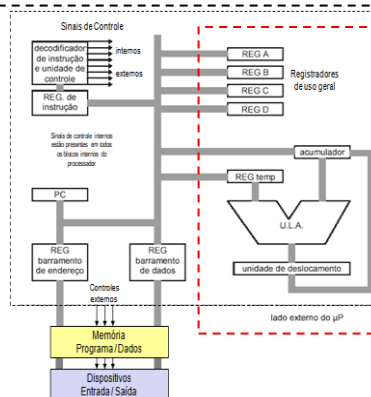 Sinais de Controle
decodificador
de instrução
e unidade de
controle
internos
externos
REG. de
instrução
Sinais de controle internos
estão presentes em todos
os blocos internos do
processador
PC
REG
barramento
de endereço
REG
barramento
de dados
Controles
externos
Memória
Programa/Dados
Dispositivos
Entrada/Saída
REG A
REG B
REG C
REG D
Registradores
de uso geral
acumulador
REG temp
U.L.A.
unidade de deslocamento
lado externo do µP